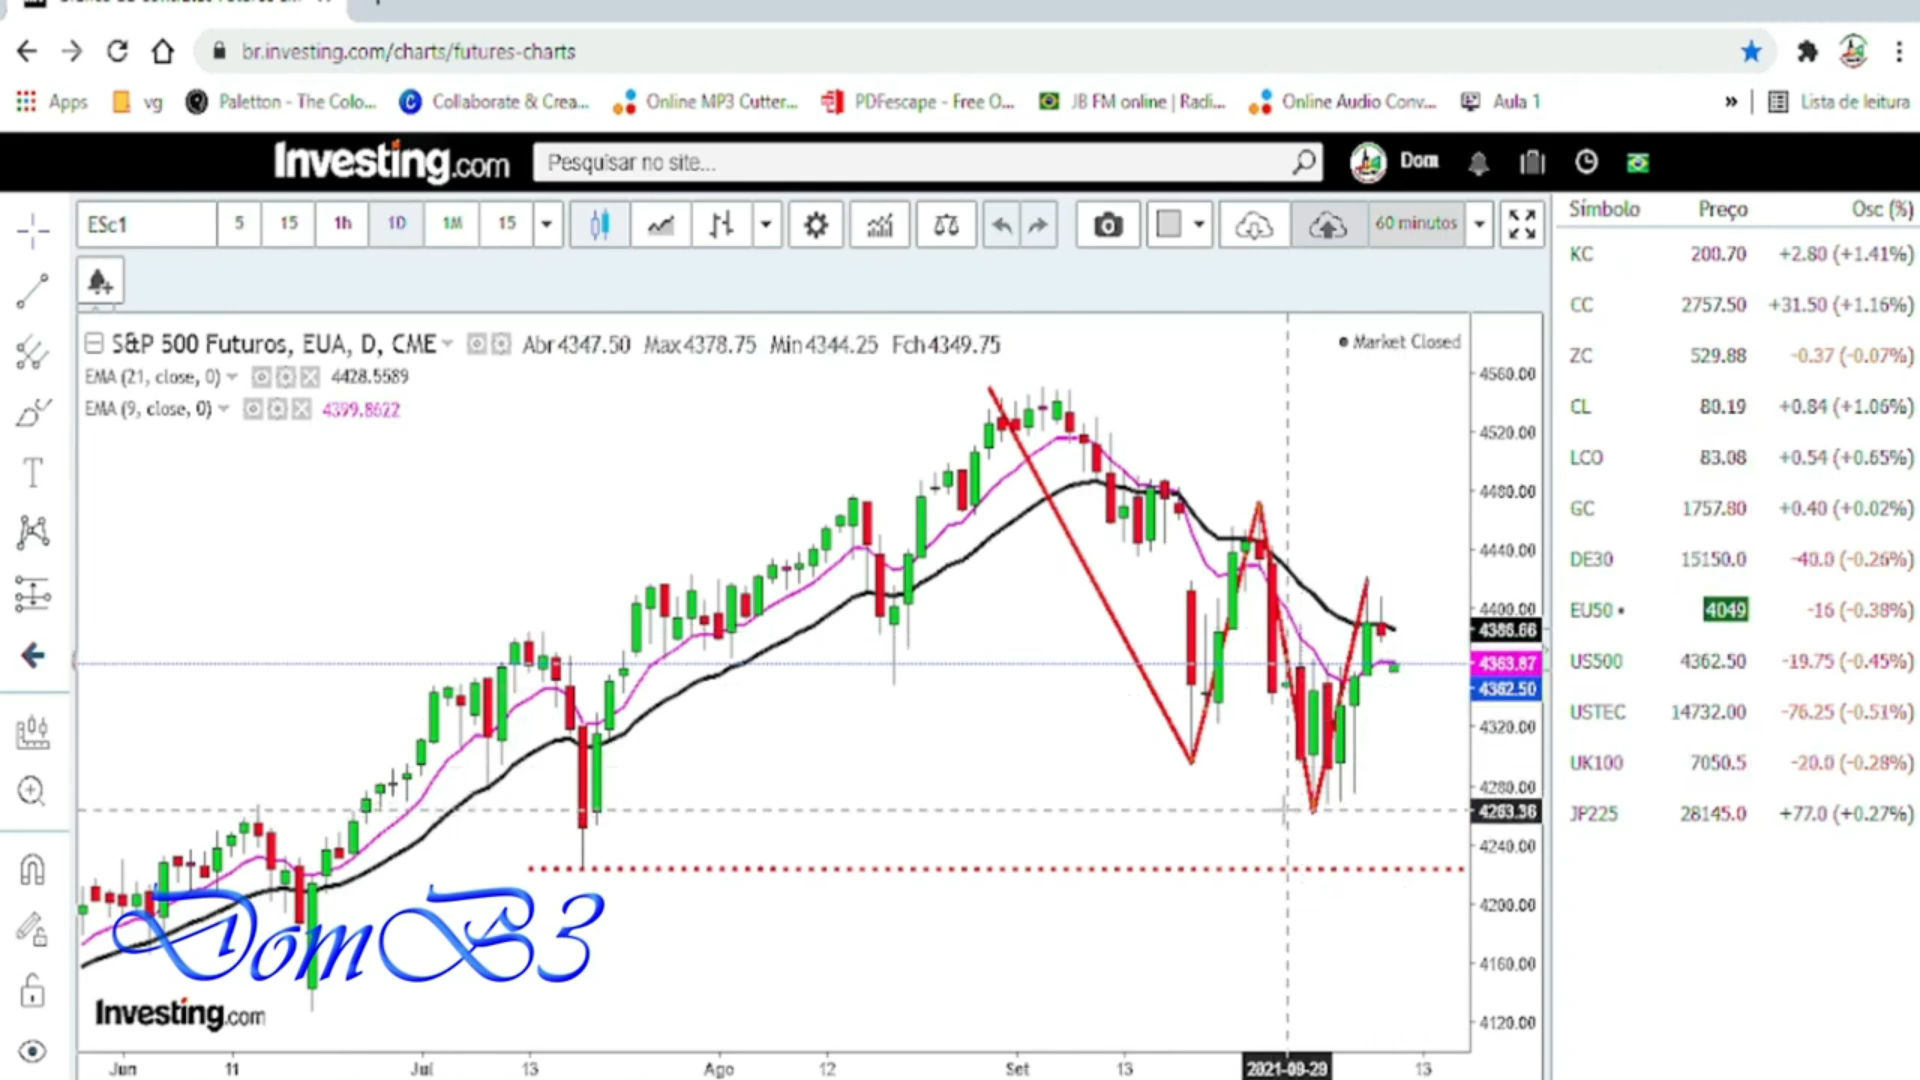 br.investing.com/charts/futures-charts
Apps vg Paletton - The Colo... Collaborate & Crea... Online MP3 Cutter... PDFescape - Free O... JB FM online | Radi... Online Audio Conv... Aula 1 » Lista de leitura
Investing.com Pesquisar no site... Dom
ESc1 5 15 1h 1D 1M 15 60 minutos
S&P 500 Futuros, EUA, D, CME Abr4347.50 Max4378.75 Min4344.25 Fch4349.75
Market Closed
EMA (21, close, 0) 4428.5589
EMA (9, close, 0) 4399.8622
4560.00
4520.00
4480.00
4440.00
4400.00
4386.66
4363.87
4362.50
4320.00
4280.00
4263.36
4240.00
4200.00
4160.00
4120.00
DomB3
Investing.com
Jun 11 Jul 13 Ago 12 Set 13 2021-09-29 13
Símbolo Preço Osc (%)
KC 200.70 +2.80 (+1.41%)
CC 2757.50 +31.50 (+1.16%)
ZC 529.88 -0.37 (-0.07%)
CL 80.19 +0.84 (+1.06%)
LCO 83.08 +0.54 (+0.65%)
GC 1757.80 +0.40 (+0.02%)
DE30 15150.0 -40.0 (-0.26%)
EU50 4049 -16 (-0.38%)
US500 4362.50 -19.75 (-0.45%)
USTEC 14732.00 -76.25 (-0.51%)
UK100 7050.5 -20.0 (-0.28%)
JP225 28145.0 +77.0 (+0.27%)